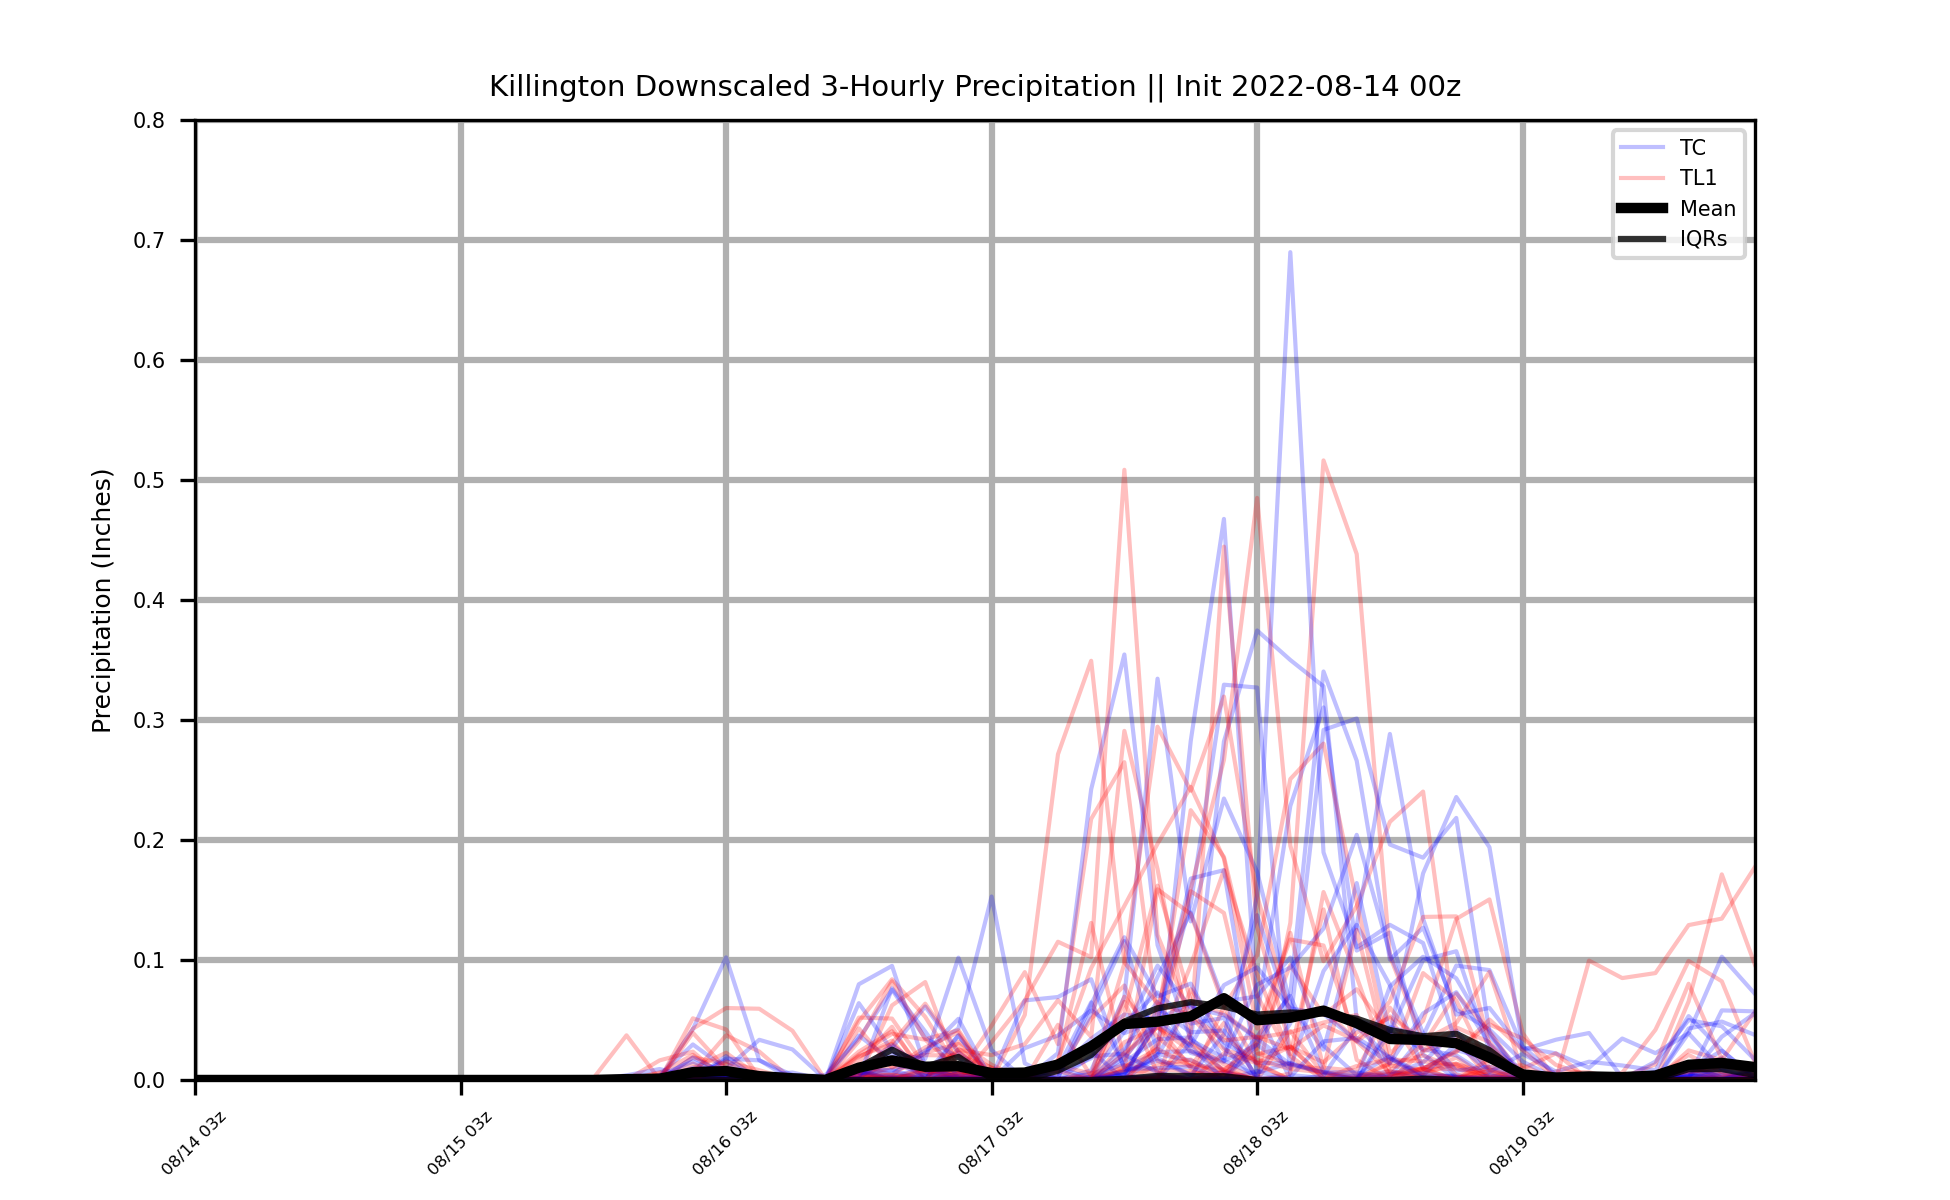 Killington Downscaled 3-Hourly Precipitation || Init 2022-08-14 00z
Precipitation (Inches)
0.8
0.7
0.6
0.5
0.4
0.3
0.2
0.1
0.0
TC
TL1
Mean
IQRs
08/14 03z
08/15 03z
08/16 03z
08/17 03z
08/18 03z
08/19 03z